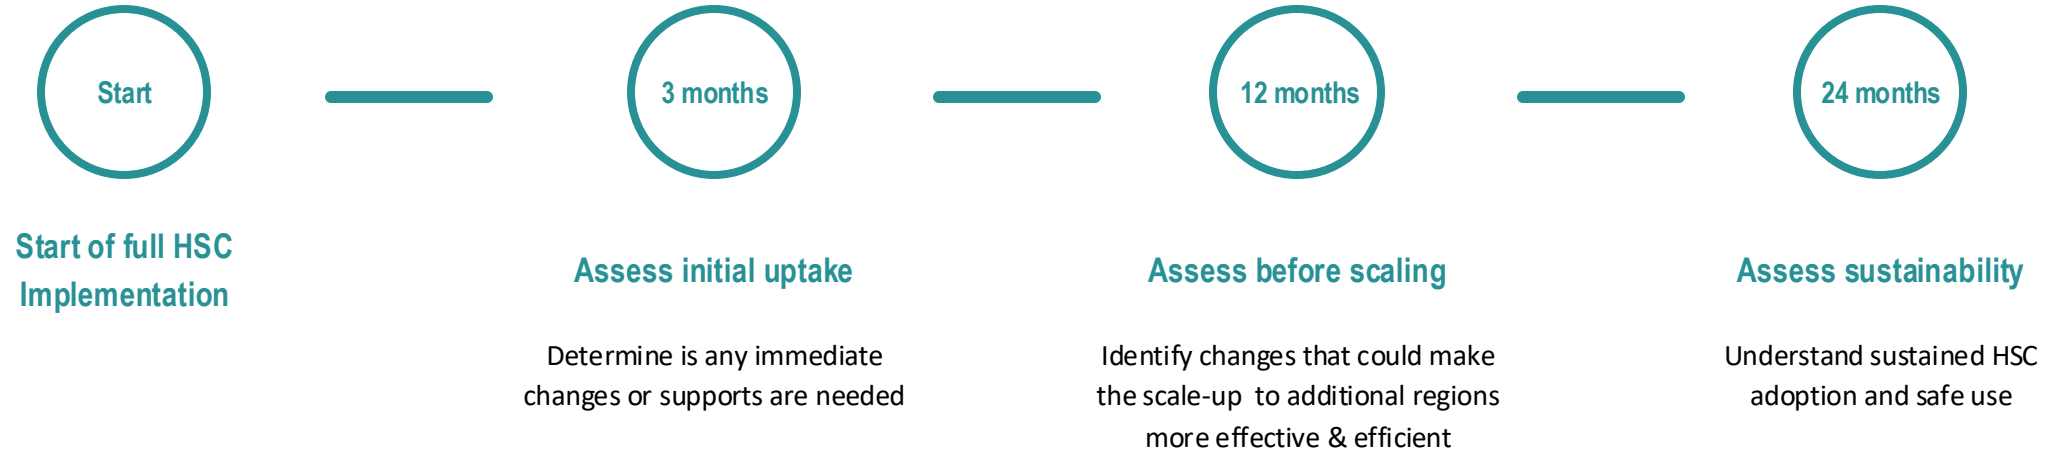 Start
3 months
12 months
24 months
Start of full HSC
Implementation
Assess initial uptake
Determine is any immediate
changes or supports are needed
Assess before scaling
Identify changes that could make
the scale-up  to additional regions
more effective & efficient
Assess sustainability
Understand sustained HSC
adoption and safe use